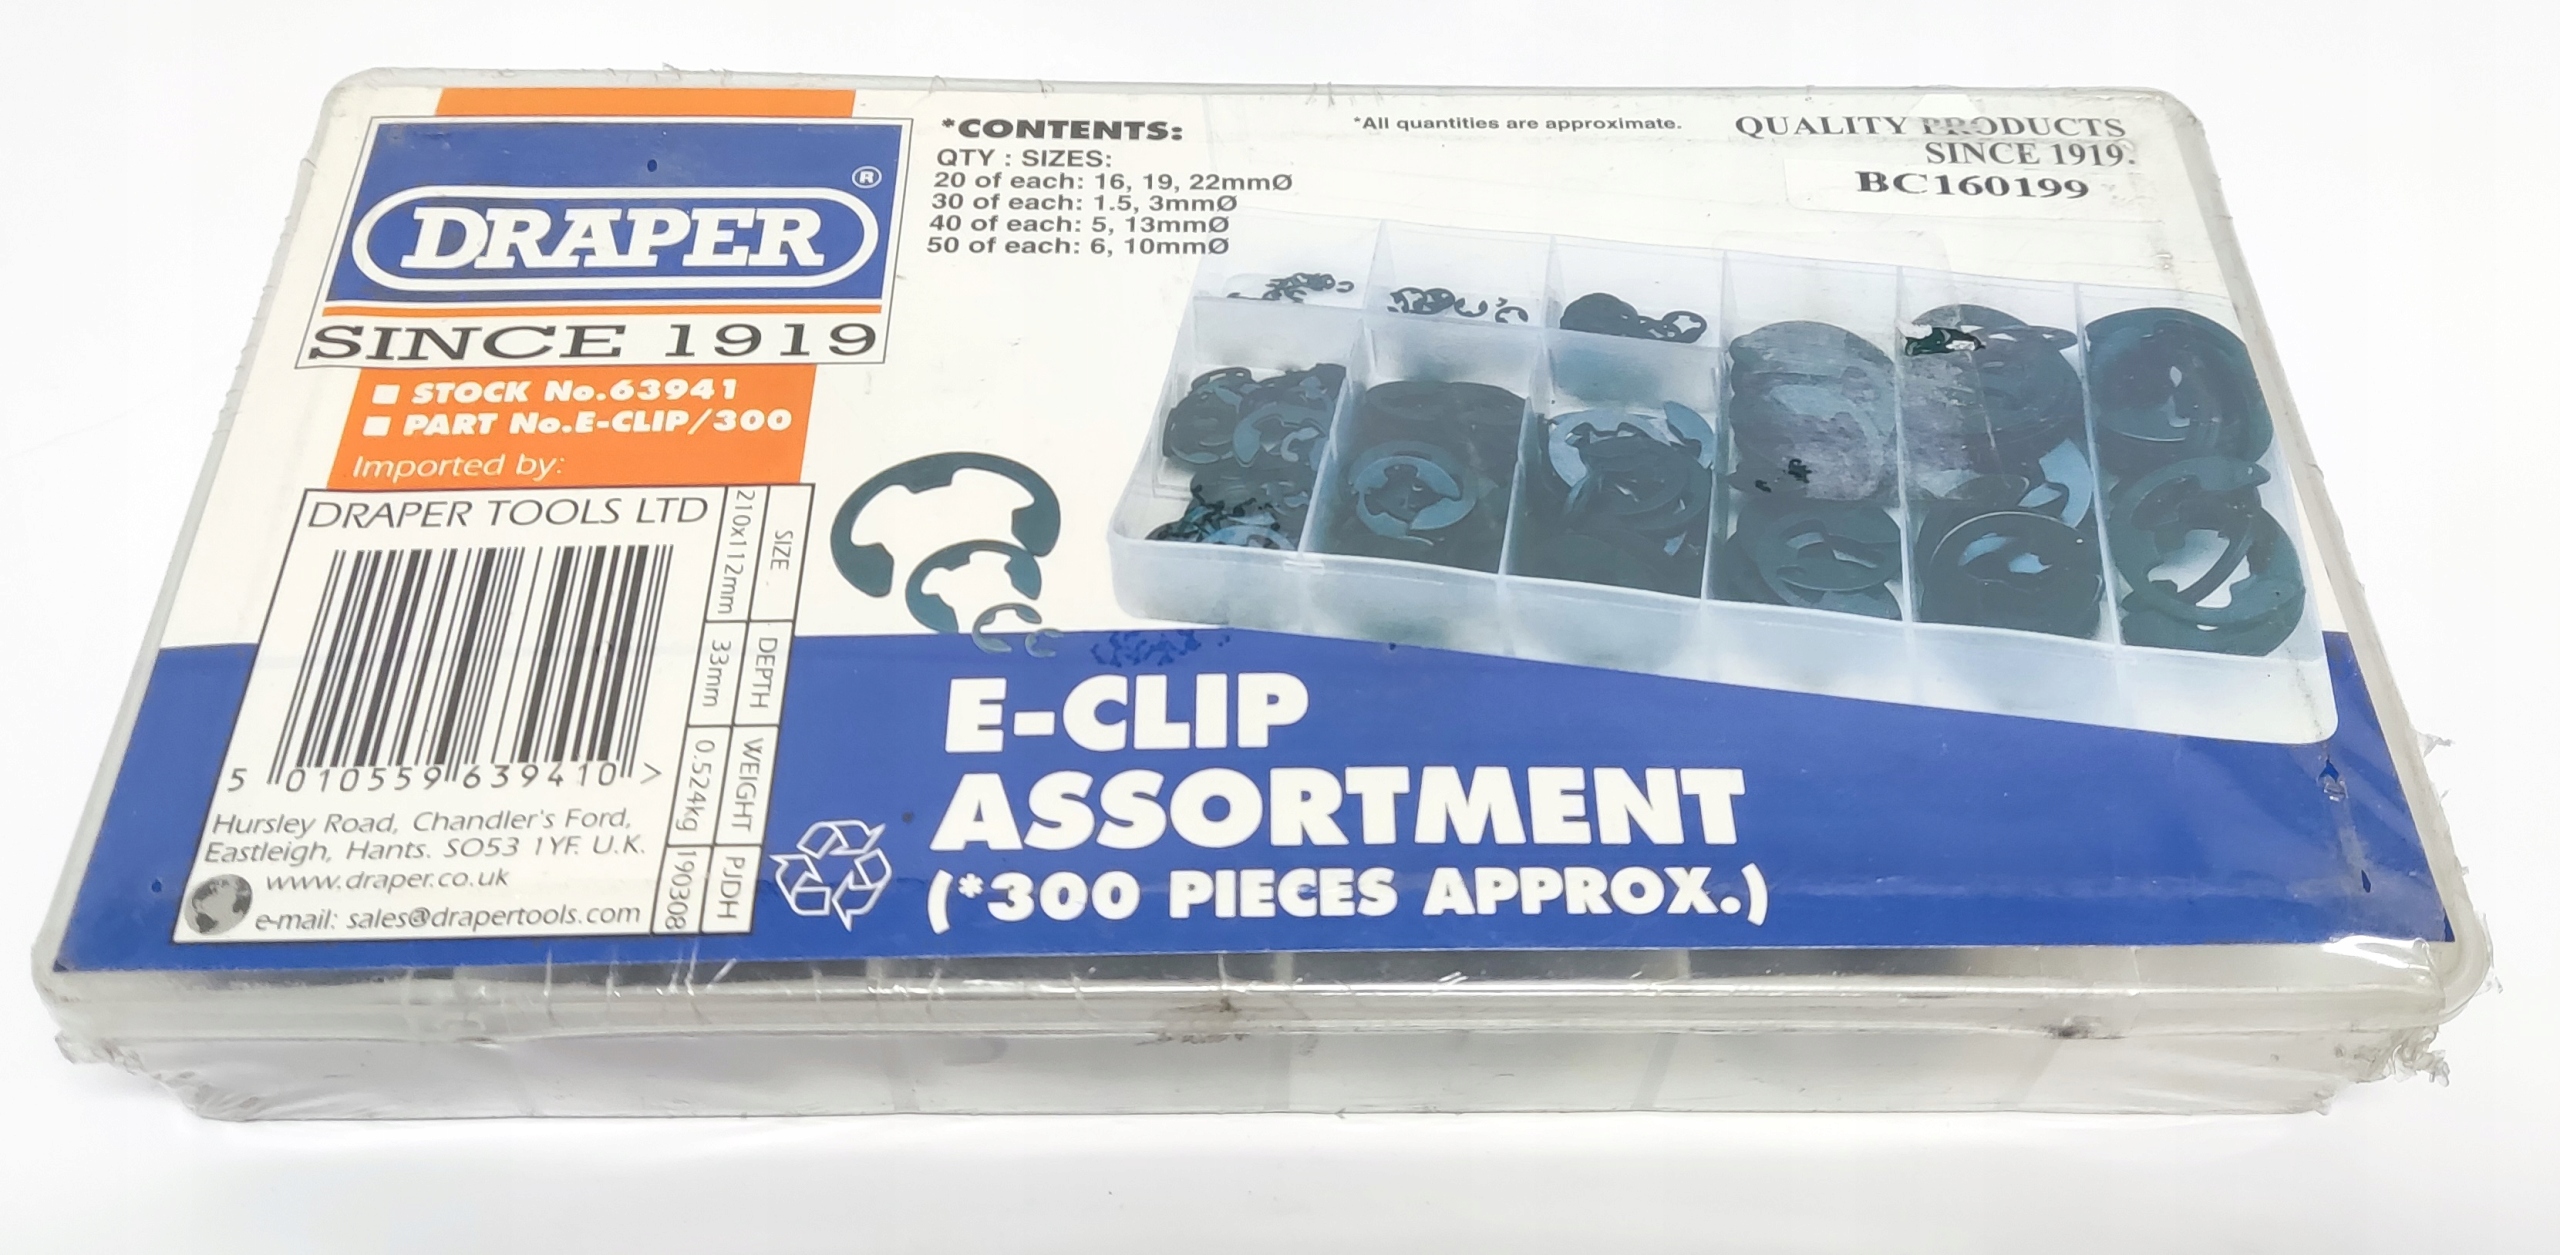 DRAPER®
SINCE 1919
■ STOCK No.63941
■ PART No.E-CLIP/300
Imported by:
DRAPER TOOLS LTD
5 010559 639410 >
Hursley Road, Chandler's Ford,
Eastleigh, Hants. SO53 1YF. U.K.
www.draper.co.uk
e-mail: sales@drapertools.com
SIZE DEPTH WEIGHT PJDH
210x112mm 33mm 0.524kg 190308
*CONTENTS:
QTY : SIZES:
20 of each: 16, 19, 22mmØ
30 of each: 1.5, 3mmØ
40 of each: 5, 13mmØ
50 of each: 6, 10mmØ
*All quantities are approximate.
QUALITY PRODUCTS
SINCE 1919.
BC160199
E-CLIP
ASSORTMENT
(*300 PIECES APPROX.)